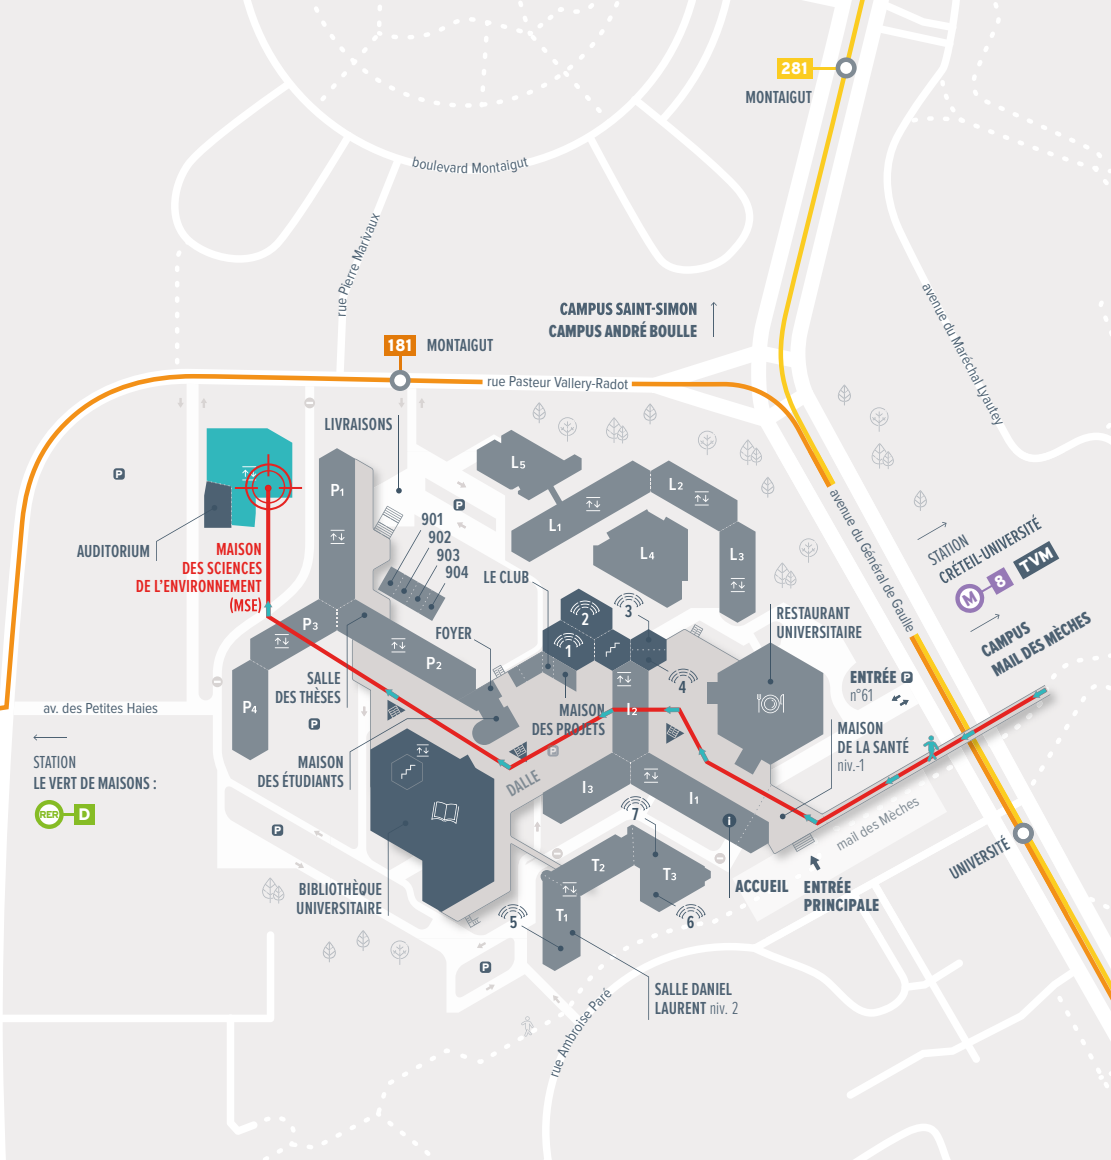 281
MONTAIGUT
boulevard Montaigut
rue Pierre Marivaux
avenue du Maréchal Lyautey
CAMPUS SAINT-SIMON
CAMPUS ANDRÉ BOULLE
181
MONTAIGUT
rue Pasteur Vallery-Radot
LIVRAISONS
L5
L2
P
P1
P
L1
901
902
903
904
L4
L3
avenue du Général de Gaulle
STATION
CRÉTEIL-UNIVERSITÉ
M
8
TVM
AUDITORIUM
MAISON
DES SCIENCES
DE L'ENVIRONNEMENT
(MSE)
LE CLUB
2
3
1
4
RESTAURANT
UNIVERSITAIRE
CAMPUS
MAIL DES MÈCHES
P3
FOYER
P2
SALLE
DES THÈSES
ENTRÉE P
n°61
av. des Petites Haies
P4
P
MAISON
DES PROJETS
I2
P
MAISON
DE LA SANTÉ
niv.-1
STATION
LE VERT DE MAISONS :
RER
D
MAISON
DES ÉTUDIANTS
DALLE
I3
I1
7
i
mail des Mèches
P
UNIVERSITÉ
T2
T3
ACCUEIL
ENTRÉE
PRINCIPALE
BIBLIOTHÈQUE
UNIVERSITAIRE
T1
5
6
P
SALLE DANIEL
LAURENT niv. 2
rue Ambroise Paré